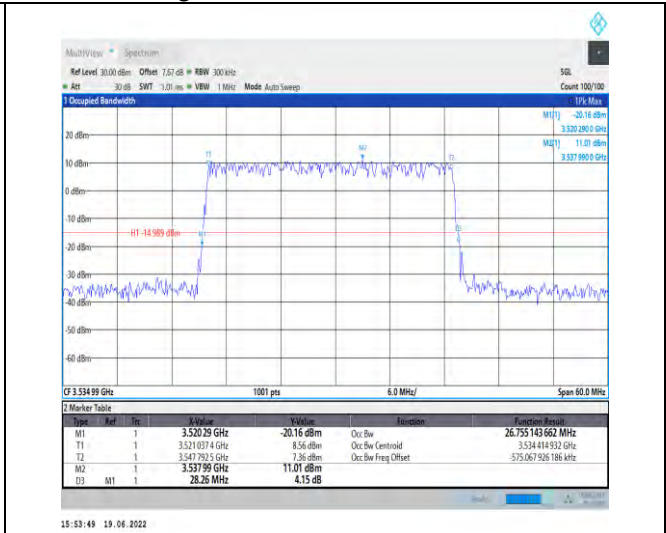 MultiView Spectrum
Ref Level 30.00 dBm Offset 7.67 dB RBW 300 kHz SGL
Att 30 dB SWT 1.01 ms VBW 1 MHz Mode Auto Sweep Count 100/100
1 Occupied Bandwidth 1Pk Max
M1[1] -20.16 dBm
3.520 290 0 GHz
M2[1] 11.01 dBm
3.537 990 0 GHz
20 dBm
10 dBm
T1 M2 T2
0 dBm
-10 dBm
H1 -14.989 dBm
-20 dBm
-30 dBm
-40 dBm
-50 dBm
-60 dBm
CF 3.534 99 GHz 1001 pts 6.0 MHz/ Span 60.0 MHz
2 Marker Table
Type Ref Trc X-Value Y-Value Function Function Result
M1 1 3.520 29 GHz -20.16 dBm Occ Bw 26.755 143 662 MHz
T1 1 3.521 037 4 GHz 8.56 dBm Occ Bw Centroid 3.534 414 932 GHz
T2 1 3.547 792 5 GHz 7.36 dBm Occ Bw Freq Offset -575.067 926 186 kHz
M2 1 3.537 99 GHz 11.01 dBm
D3 M1 1 28.26 MHz 4.15 dB
15:53:49 19.06.2022